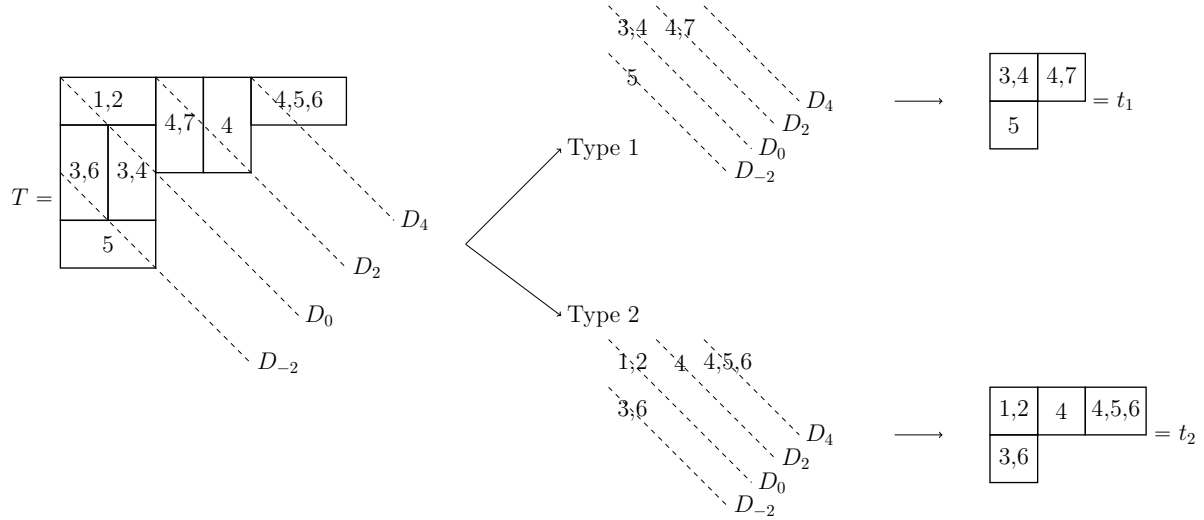 T =
1,2
4,7
4
4,5,6
3,6
3,4
5
D_4
D_2
D_0
D_{-2}
Type 1
3,4 4,7
5
D_4
D_2
D_0
D_{-2}
3,4 4,7
5
= t_1
Type 2
1,2 4 4,5,6
3,6
D_4
D_2
D_0
D_{-2}
1,2 4 4,5,6
3,6
= t_2